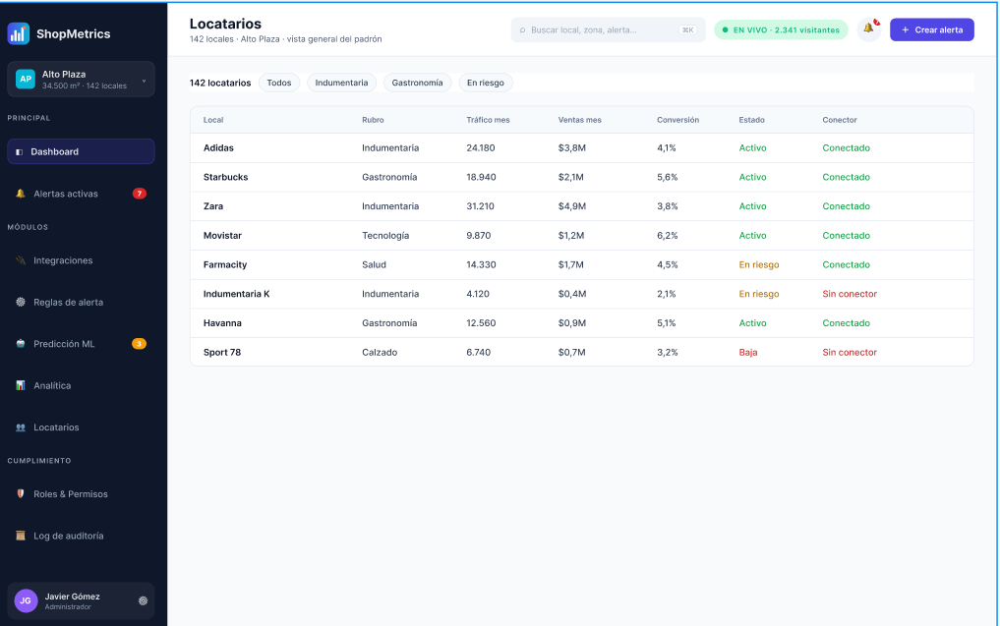 ShopMetrics
AP
Alto Plaza
34.500 m² · 142 locales
PRINCIPAL
Dashboard
Alertas activas 7
MÓDULOS
Integraciones
Reglas de alerta
Predicción ML 3
Analítica
Locatarios
CUMPLIMIENTO
Roles & Permisos
Log de auditoría
JG
Javier Gómez
Administrador
Locatarios
142 locales · Alto Plaza · vista general del padrón
Buscar local, zona, alerta... ⌘K
EN VIVO · 2.341 visitantes
+ Crear alerta
142 locatarios Todos Indumentaria Gastronomía En riesgo
Local Rubro Tráfico mes Ventas mes Conversión Estado Conector
Adidas Indumentaria 24.180 $3,8M 4,1% Activo Conectado
Starbucks Gastronomía 18.940 $2,1M 5,6% Activo Conectado
Zara Indumentaria 31.210 $4,9M 3,8% Activo Conectado
Movistar Tecnología 9.870 $1,2M 6,2% Activo Conectado
Farmacity Salud 14.330 $1,7M 4,5% En riesgo Conectado
Indumentaria K Indumentaria 4.120 $0,4M 2,1% En riesgo Sin conector
Havanna Gastronomía 12.560 $0,9M 5,1% Activo Conectado
Sport 78 Calzado 6.740 $0,7M 3,2% Baja Sin conector